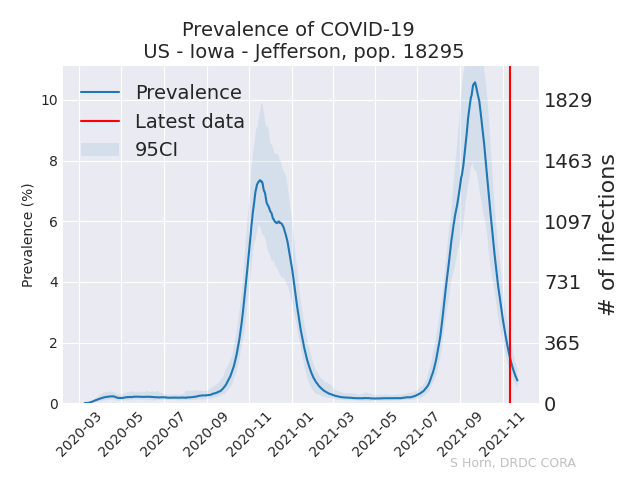 Prevalence of COVID-19
US - Iowa - Jefferson, pop. 18295
Prevalence
Latest data
95CI
10
8
6
4
2
0
Prevalence (%)
1829
1463
1097
731
365
0
# of infections
2020-03
2020-05
2020-07
2020-09
2020-11
2021-01
2021-03
2021-05
2021-07
2021-09
2021-11
S Horn, DRDC CORA